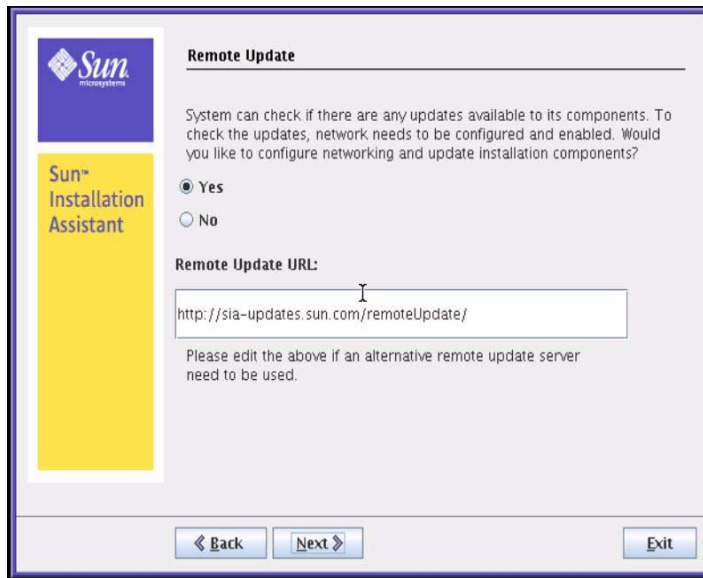 Sun
microsystems
Sun™
Installation
Assistant
Remote Update
System can check if there are any updates available to its components. To
check the updates, network needs to be configured and enabled. Would
you like to configure networking and update installation components?
Yes
No
Remote Update URL:
http://sia-updates.sun.com/remoteUpdate/
Please edit the above if an alternative remote update server
need to be used.
Back
Next
Exit